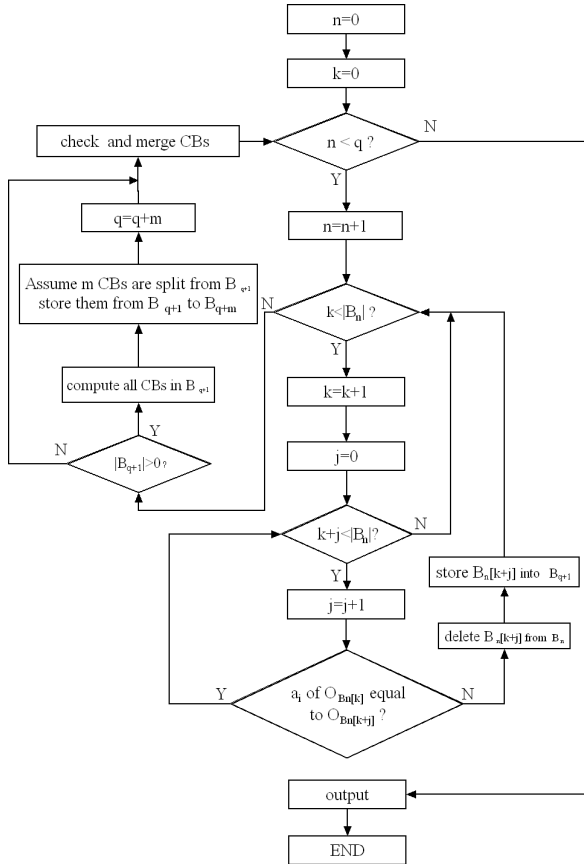 n=0
k=0
check and merge CBs
n < q ?
N
Y
q=q+m
n=n+1
Assume m CBs are split from B q+1
store them from B q+1 to Bq+m
N
k<|Bn| ?
Y
compute all CBs in B q+1
k=k+1
Y
N
|Bq+1|>0 ?
j=0
k+j<|Bn|?
N
Y
store Bn[k+j] into Bq+1
j=j+1
delete B n[k+j] from Bn
Y
ai of OBn[k] equal
to OBn[k+j] ?
N
output
END